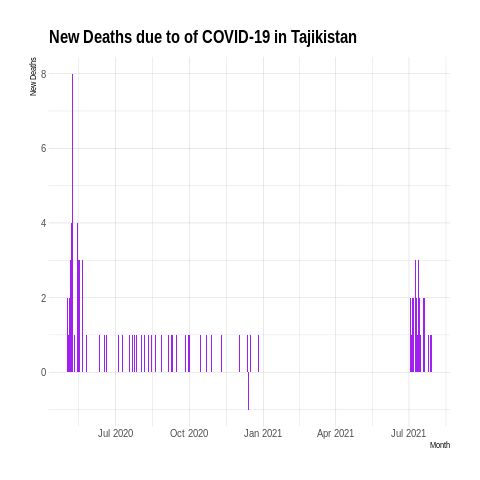 New Deaths due to of COVID-19 in Tajikistan
New Deaths
8
6
4
2
0
Jul 2020 Oct 2020 Jan 2021 Apr 2021 Jul 2021
Month